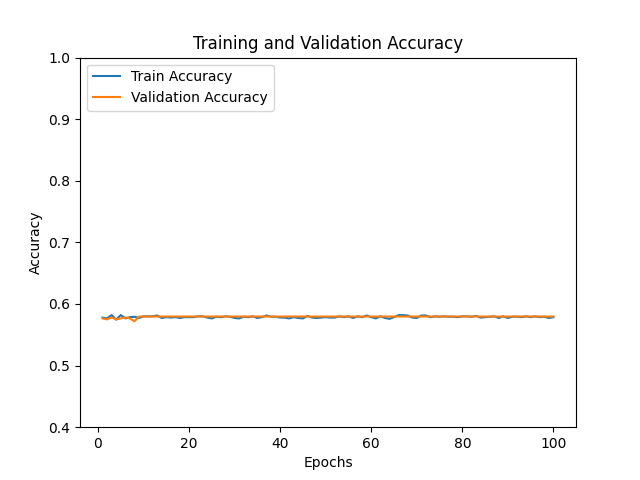 Training and Validation Accuracy
Train Accuracy
Validation Accuracy
1.0
0.9
0.8
0.7
0.6
0.5
0.4
Accuracy
0 20 40 60 80 100
Epochs